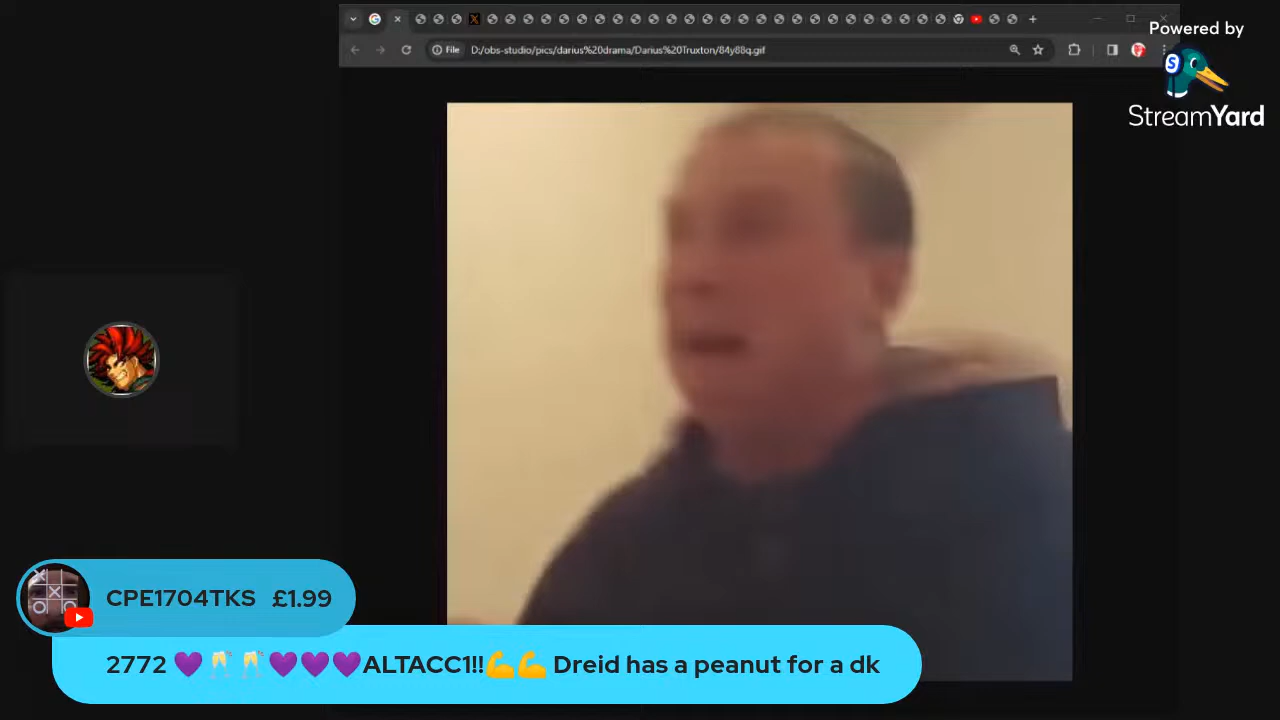 File D:/obs-studio/pics/darius%20drama/Darius%20Truxton/84y88q.gif
Powered by
StreamYard
CPE1704TKS £1.99
2772 💜🥂🥂💜💜💜ALTACC1!!💪💪 Dreid has a peanut for a dk